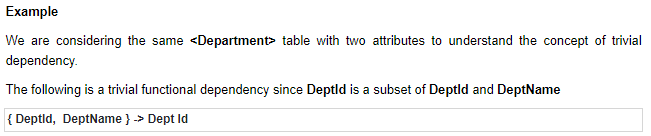 Example
We are considering the same <Department> table with two attributes to understand the concept of trivial
dependency.
The following is a trivial functional dependency since DeptId is a subset of DeptId and DeptName
{ DeptId, DeptName } -> Dept Id